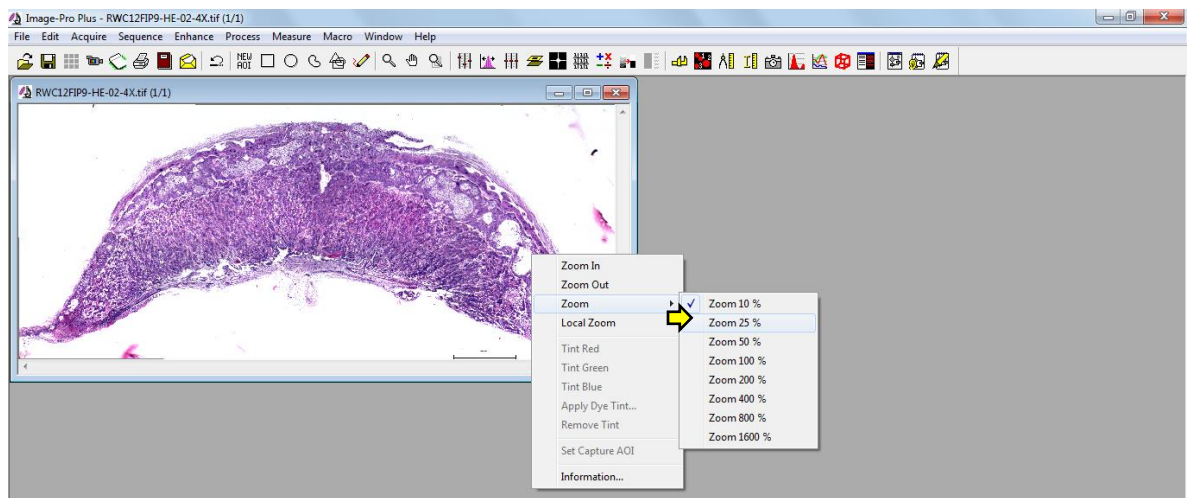 Image-Pro Plus - RWC12FIP9-HE-02-4X.tif (1/1)
File Edit Acquire Sequence Enhance Process Measure Macro Window Help
NEW AOI
RWC12FIP9-HE-02-4X.tif (1/1)
Zoom In
Zoom Out
Zoom
Local Zoom
Tint Red
Tint Green
Tint Blue
Apply Dye Tint...
Remove Tint
Set Capture AOI
Information...
✓ Zoom 10 %
Zoom 25 %
Zoom 50 %
Zoom 100 %
Zoom 200 %
Zoom 400 %
Zoom 800 %
Zoom 1600 %